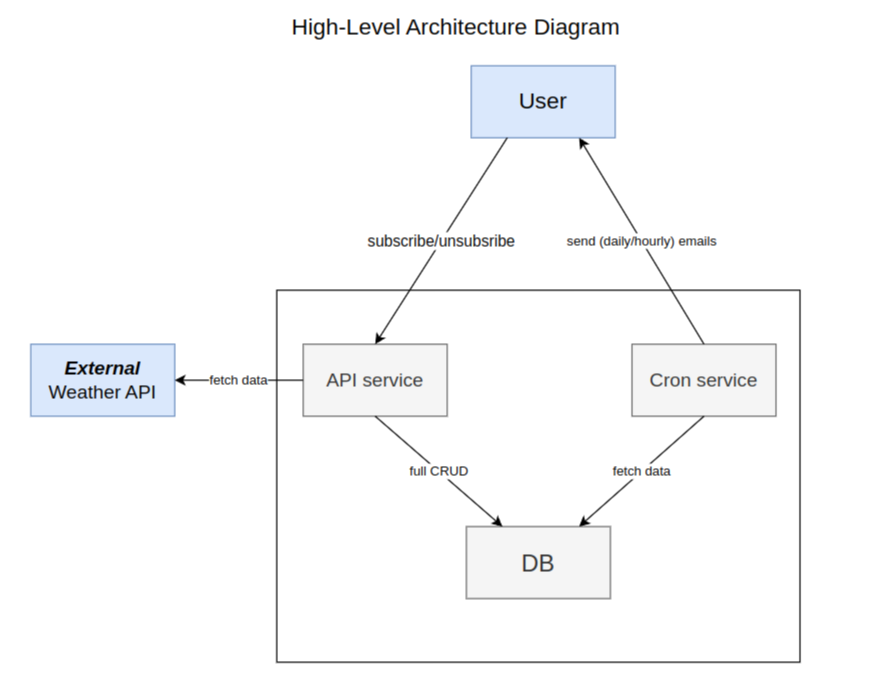 High-Level Architecture Diagram
User
subscribe/unsubsribe
send (daily/hourly) emails
External
Weather API
fetch data
API service
Cron service
full CRUD
fetch data
DB